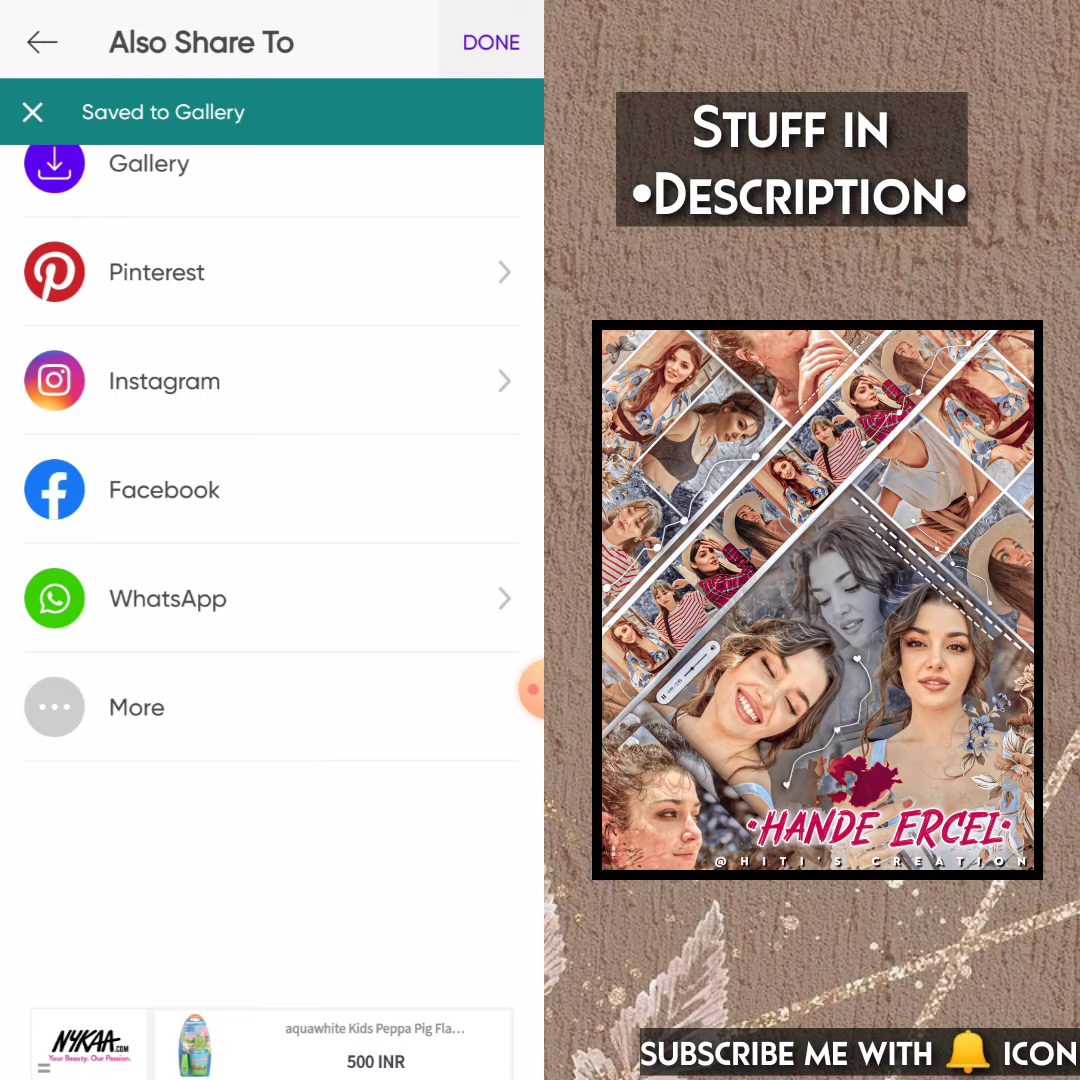 Also Share To
DONE
Saved to Gallery
Gallery
Pinterest
Instagram
Facebook
WhatsApp
More
NYKAA.COM
Your Beauty. Our Passion.
aquawhite Kids Peppa Pig Fla...
500 INR
STUFF IN
•DESCRIPTION•
•HANDE ERCEL•
@HITI'S CREATION
SUBSCRIBE ME WITH 🔔 ICON